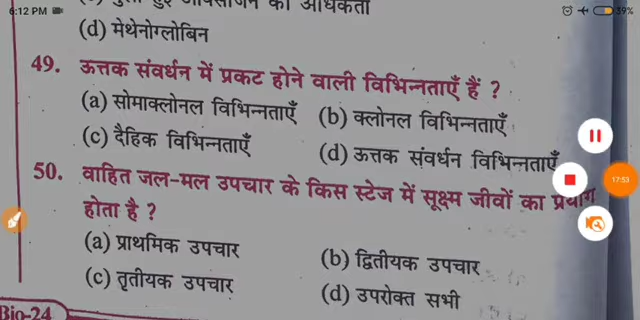 6:12 PM 39%
(d) मेथेनोग्लोबिन
49. ऊत्तक संवर्धन में प्रकट होने वाली विभिन्नताएँ हैं ?
(a) सोमाक्लोनल विभिन्नताएँ (b) क्लोनल विभिन्नताएँ
(c) दैहिक विभिन्नताएँ (d) ऊत्तक संवर्धन विभिन्नताएँ
17:53
50. वाहित जल-मल उपचार के किस स्टेज में सूक्ष्म जीवों का प्रयोग
होता है ?
(a) प्राथमिक उपचार (b) द्वितीयक उपचार
(c) तृतीयक उपचार (d) उपरोक्त सभी
Bio-24